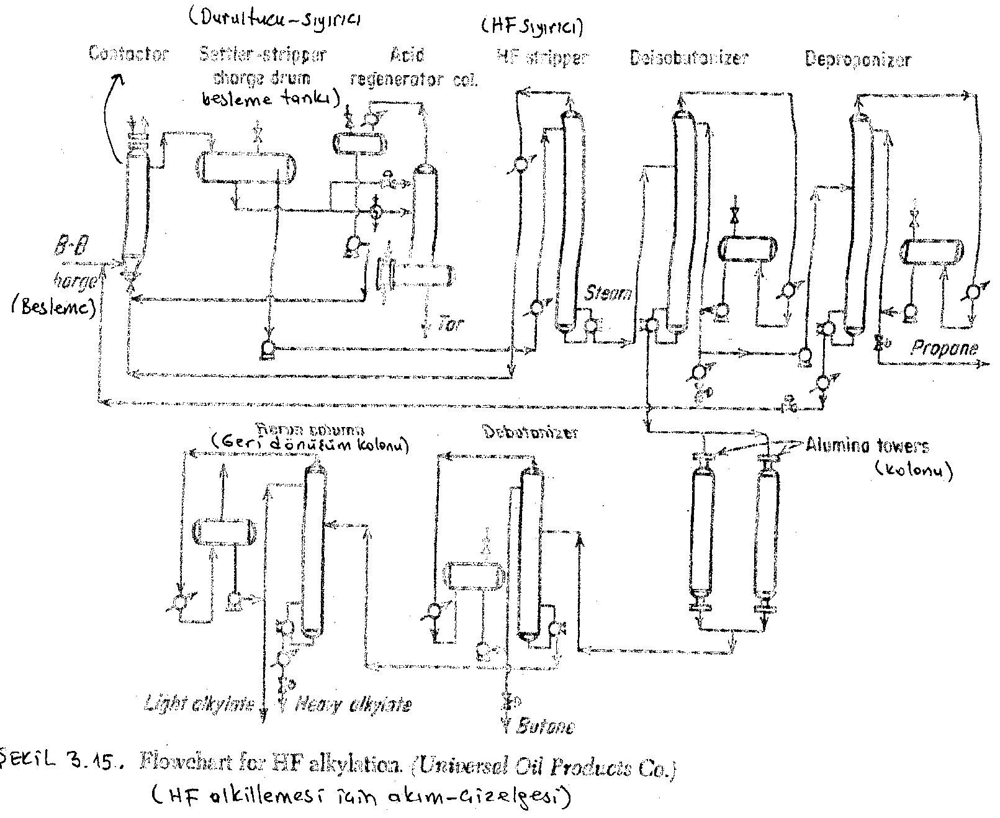 (Durultucu-sıyırıcı
(HF sıyırıcı)
Contactor
Settler-stripper
charge drum
besleme tankı)
Acid
regenerator col.
HF stripper
Deisobutanizer
Depropanizer
B-B
harge
(Besleme)
Steam
Tar
Propane
Rerun column
(Geri dönüşüm kolonu)
Debutanizer
Alumina towers
(kolonu)
Light alkylate
Heavy alkylate
Butane
ŞEKİL 3.15. Flowchart for HF alkylation. (Universal Oil Products Co.)
(HF alkillemesi için akım-çizelgesi)